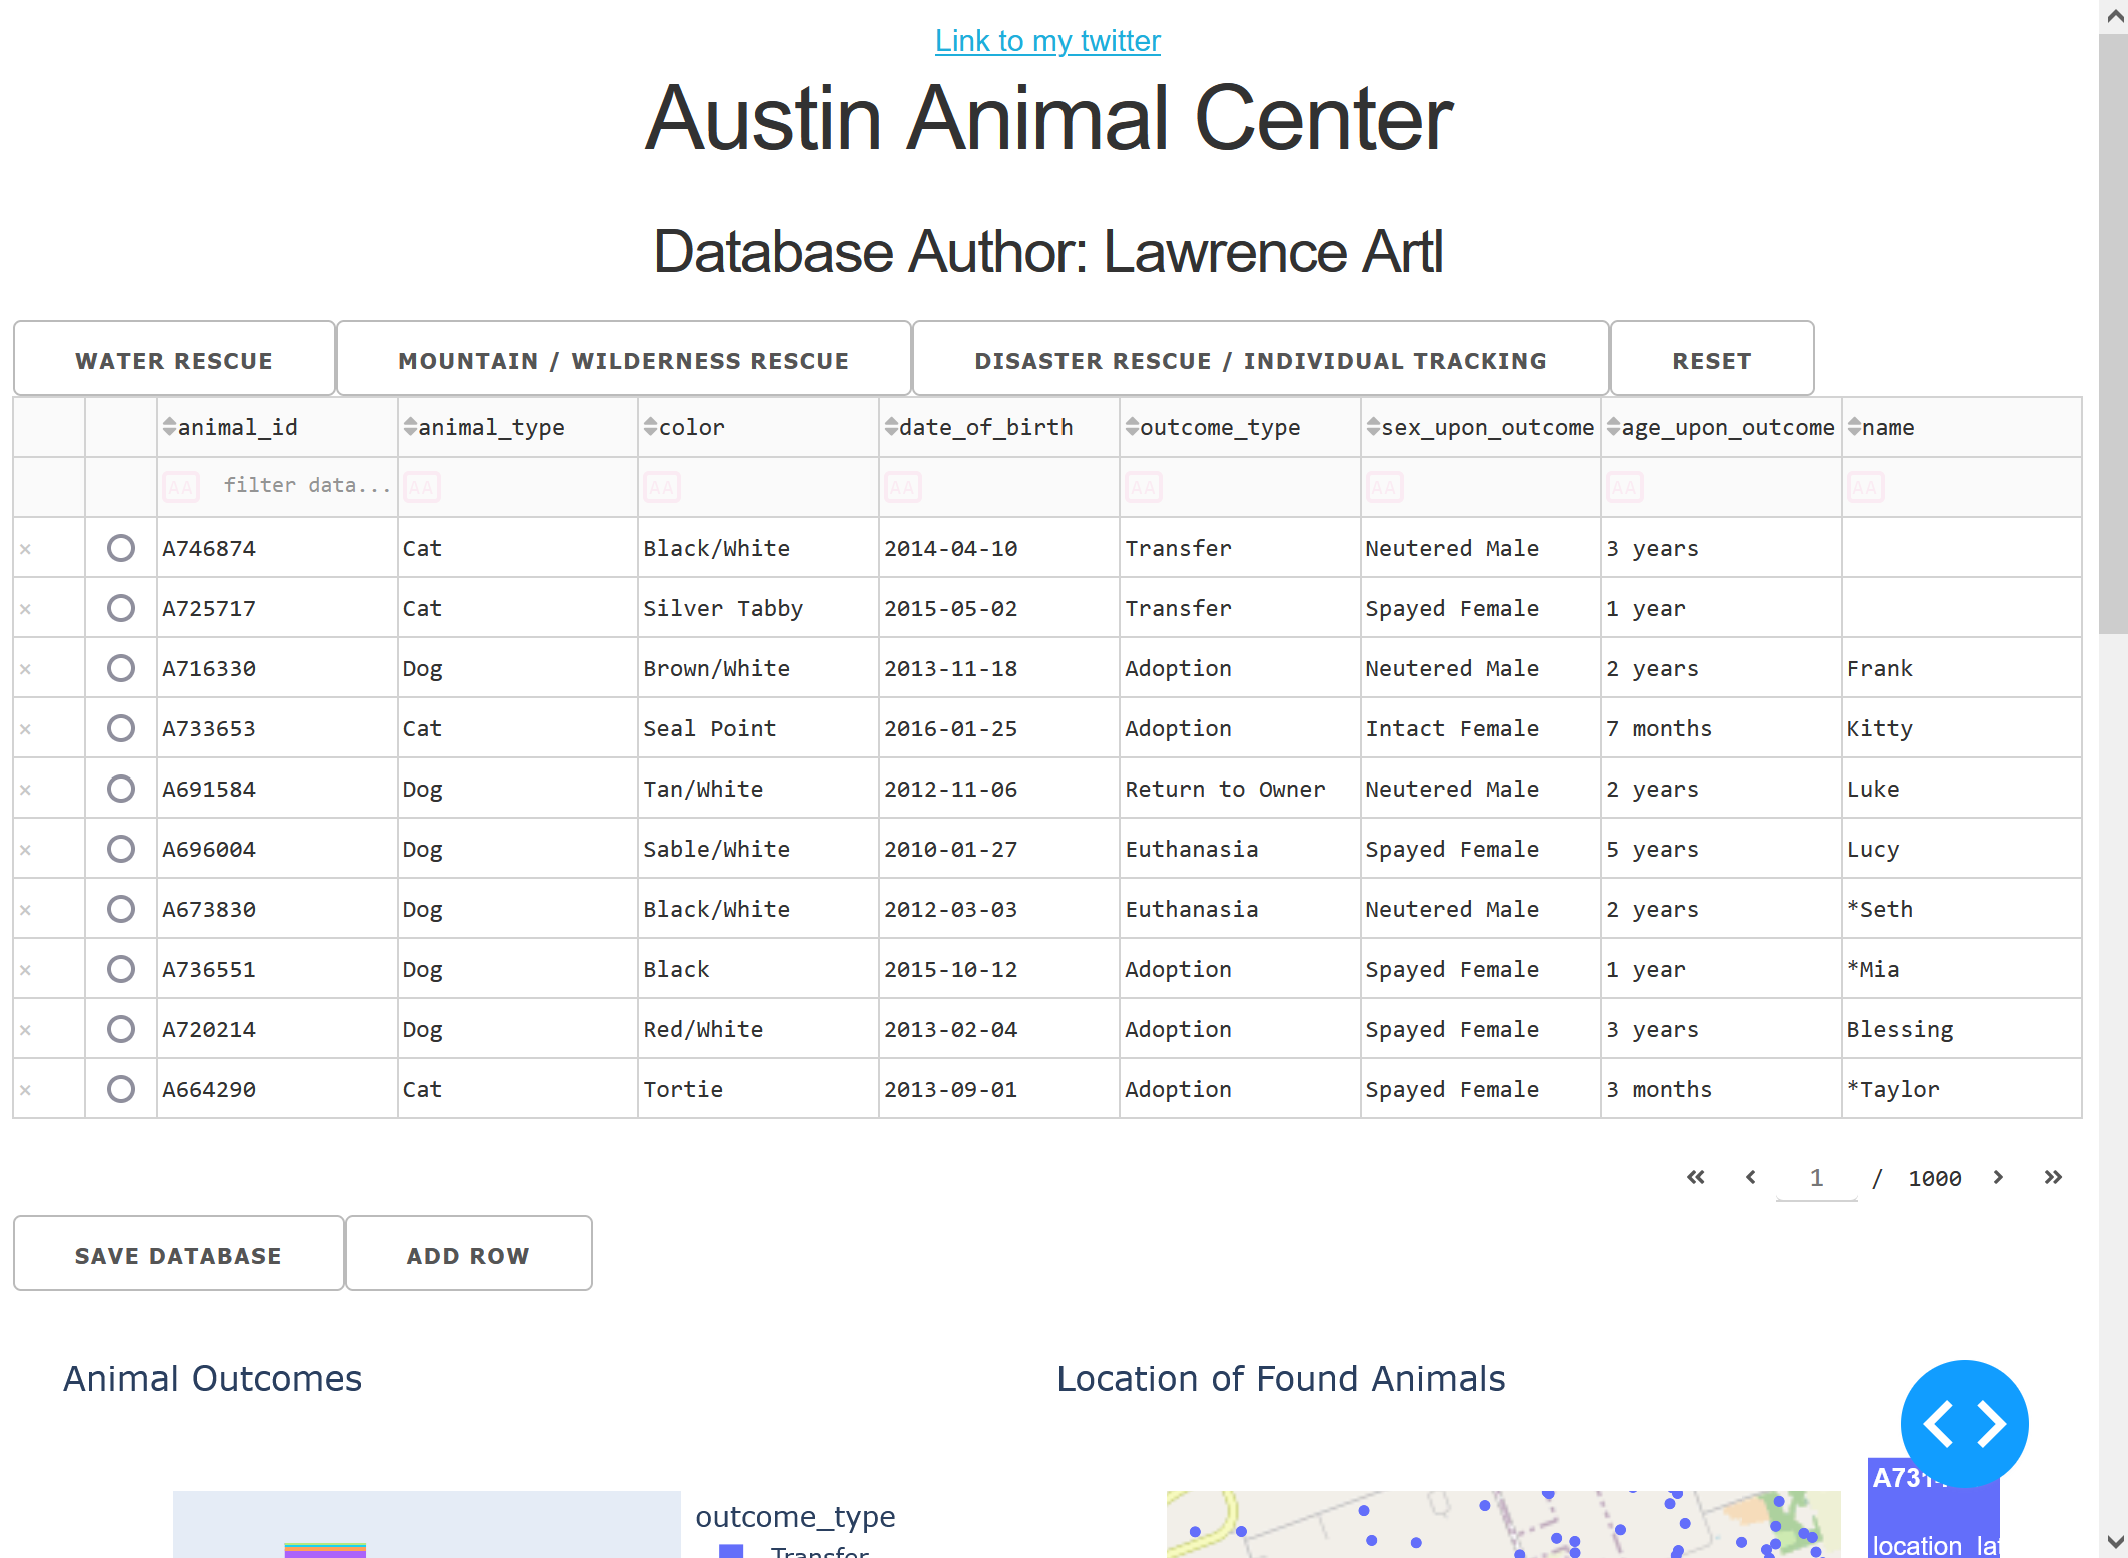 Link to my twitter
Austin Animal Center
Database Author: Lawrence Artl
WATER RESCUE MOUNTAIN / WILDERNESS RESCUE DISASTER RESCUE / INDIVIDUAL TRACKING RESET
animal_id animal_type color date_of_birth outcome_type sex_upon_outcome age_upon_outcome name
AA filter data... AA AA AA AA AA AA AA
× A746874 Cat Black/White 2014-04-10 Transfer Neutered Male 3 years
× A725717 Cat Silver Tabby 2015-05-02 Transfer Spayed Female 1 year
× A716330 Dog Brown/White 2013-11-18 Adoption Neutered Male 2 years Frank
× A733653 Cat Seal Point 2016-01-25 Adoption Intact Female 7 months Kitty
× A691584 Dog Tan/White 2012-11-06 Return to Owner Neutered Male 2 years Luke
× A696004 Dog Sable/White 2010-01-27 Euthanasia Spayed Female 5 years Lucy
× A673830 Dog Black/White 2012-03-03 Euthanasia Neutered Male 2 years *Seth
× A736551 Dog Black 2015-10-12 Adoption Spayed Female 1 year *Mia
× A720214 Dog Red/White 2013-02-04 Adoption Spayed Female 3 years Blessing
× A664290 Cat Tortie 2013-09-01 Adoption Spayed Female 3 months *Taylor
« ‹ 1 / 1000 › »
SAVE DATABASE ADD ROW
Animal Outcomes Location of Found Animals
outcome_type
Transfer